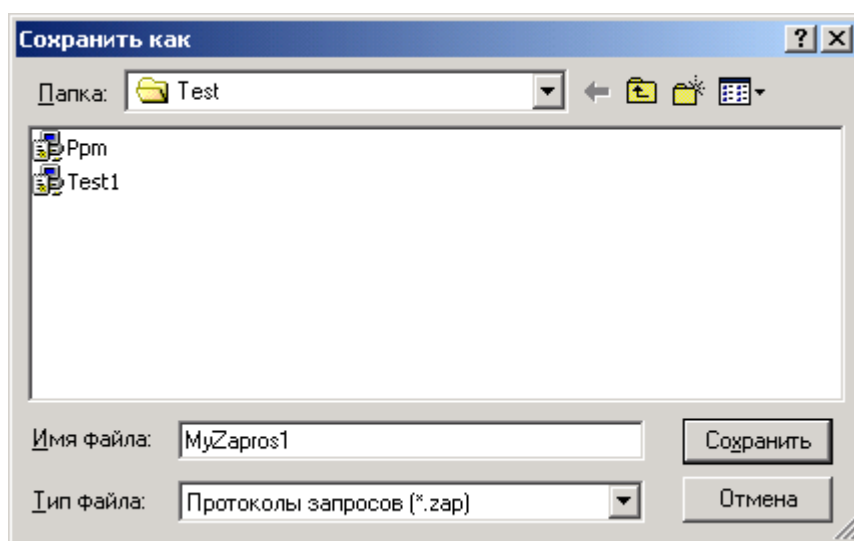 Сохранить как
Папка: Test
Ppm
Test1
Имя файла: MyZapros1 Сохранить
Тип файла: Протоколы запросов (*.zap) Отмена